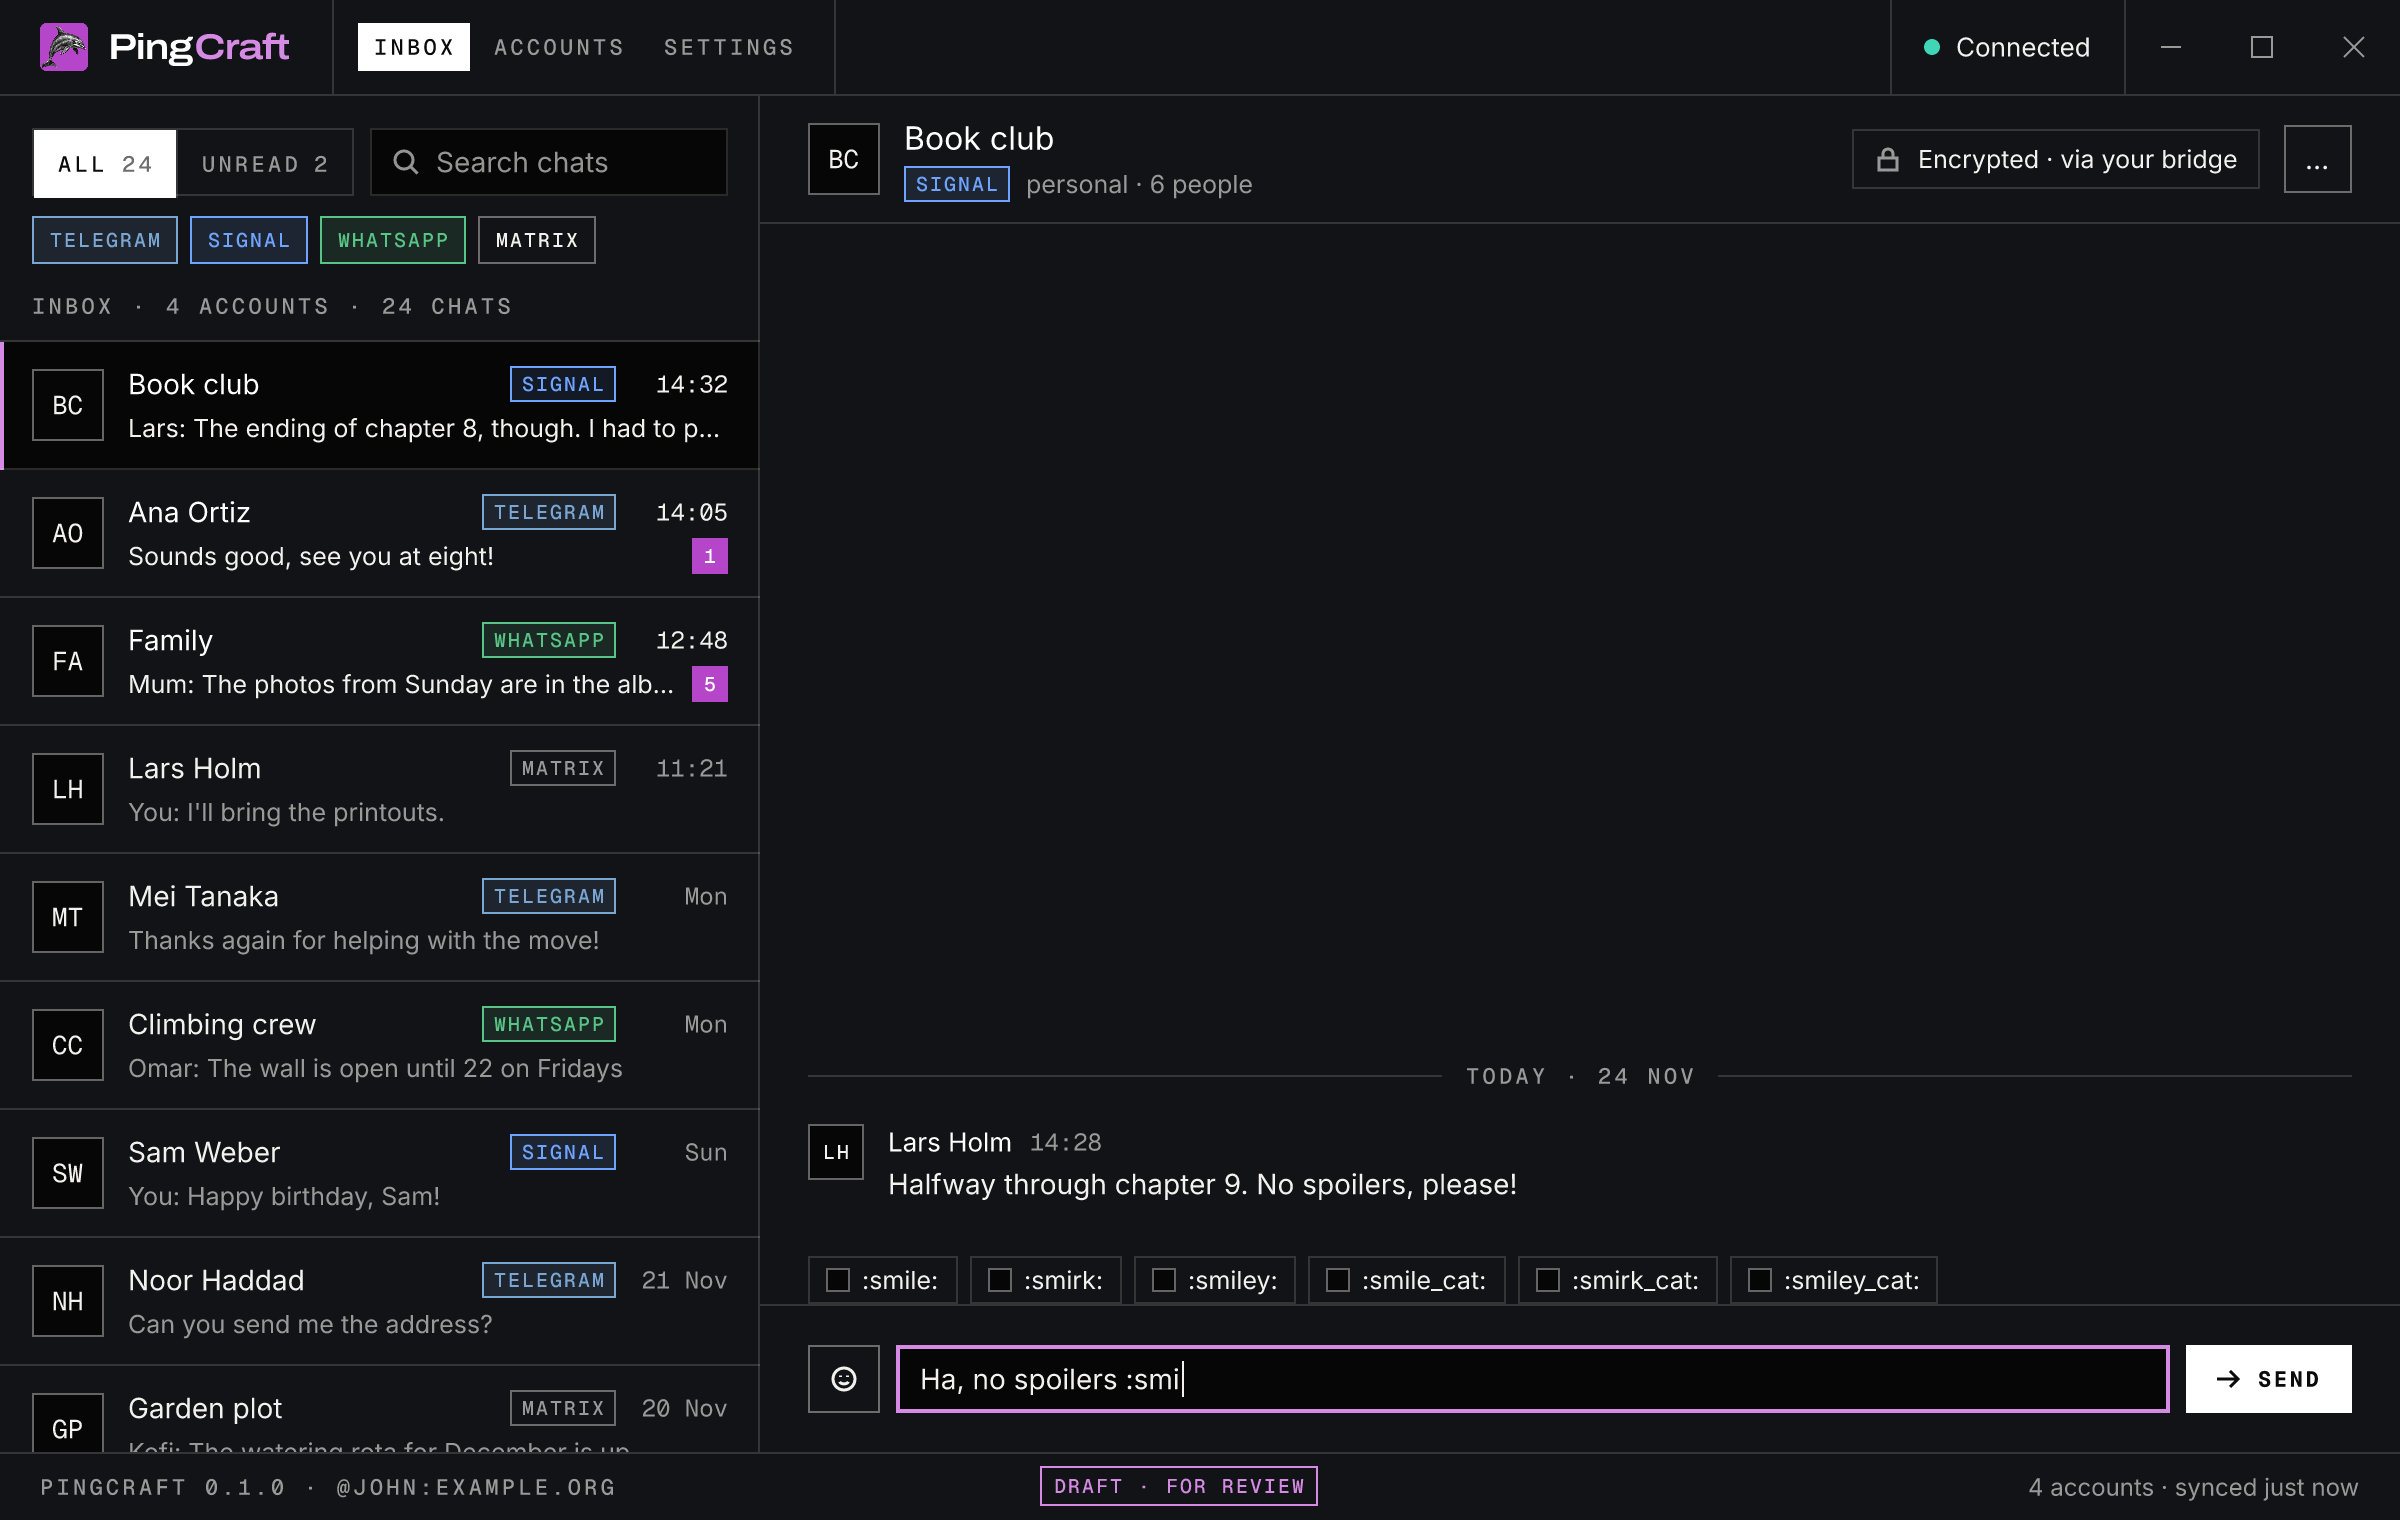 PingCraft
INBOX ACCOUNTS SETTINGS
Connected
ALL 24 UNREAD 2
Search chats
TELEGRAM SIGNAL WHATSAPP MATRIX
INBOX · 4 ACCOUNTS · 24 CHATS
BC Book club SIGNAL 14:32
Lars: The ending of chapter 8, though. I had to p...
AO Ana Ortiz TELEGRAM 14:05
Sounds good, see you at eight! 1
FA Family WHATSAPP 12:48
Mum: The photos from Sunday are in the alb... 5
LH Lars Holm MATRIX 11:21
You: I'll bring the printouts.
MT Mei Tanaka TELEGRAM Mon
Thanks again for helping with the move!
CC Climbing crew WHATSAPP Mon
Omar: The wall is open until 22 on Fridays
SW Sam Weber SIGNAL Sun
You: Happy birthday, Sam!
NH Noor Haddad TELEGRAM 21 Nov
Can you send me the address?
GP Garden plot MATRIX 20 Nov
Kofi: The watering rota for December is up
BC Book club
SIGNAL personal · 6 people
Encrypted · via your bridge
...
TODAY · 24 NOV
LH Lars Holm 14:28
Halfway through chapter 9. No spoilers, please!
:smile: :smirk: :smiley: :smile_cat: :smirk_cat: :smiley_cat:
Ha, no spoilers :smi
SEND
PINGCRAFT 0.1.0 · @JOHN:EXAMPLE.ORG
DRAFT · FOR REVIEW
4 accounts · synced just now